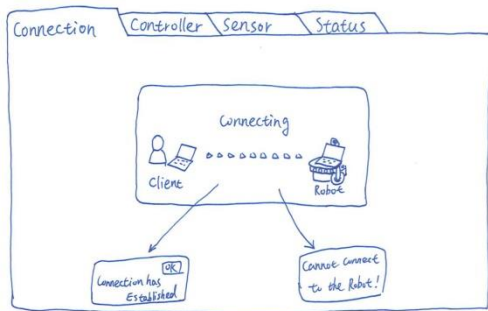 Connection
Controller
Sensor
Status
Connecting
Client
Robot
OK
Connection has
Established
Cannot Connect
to the Robot!